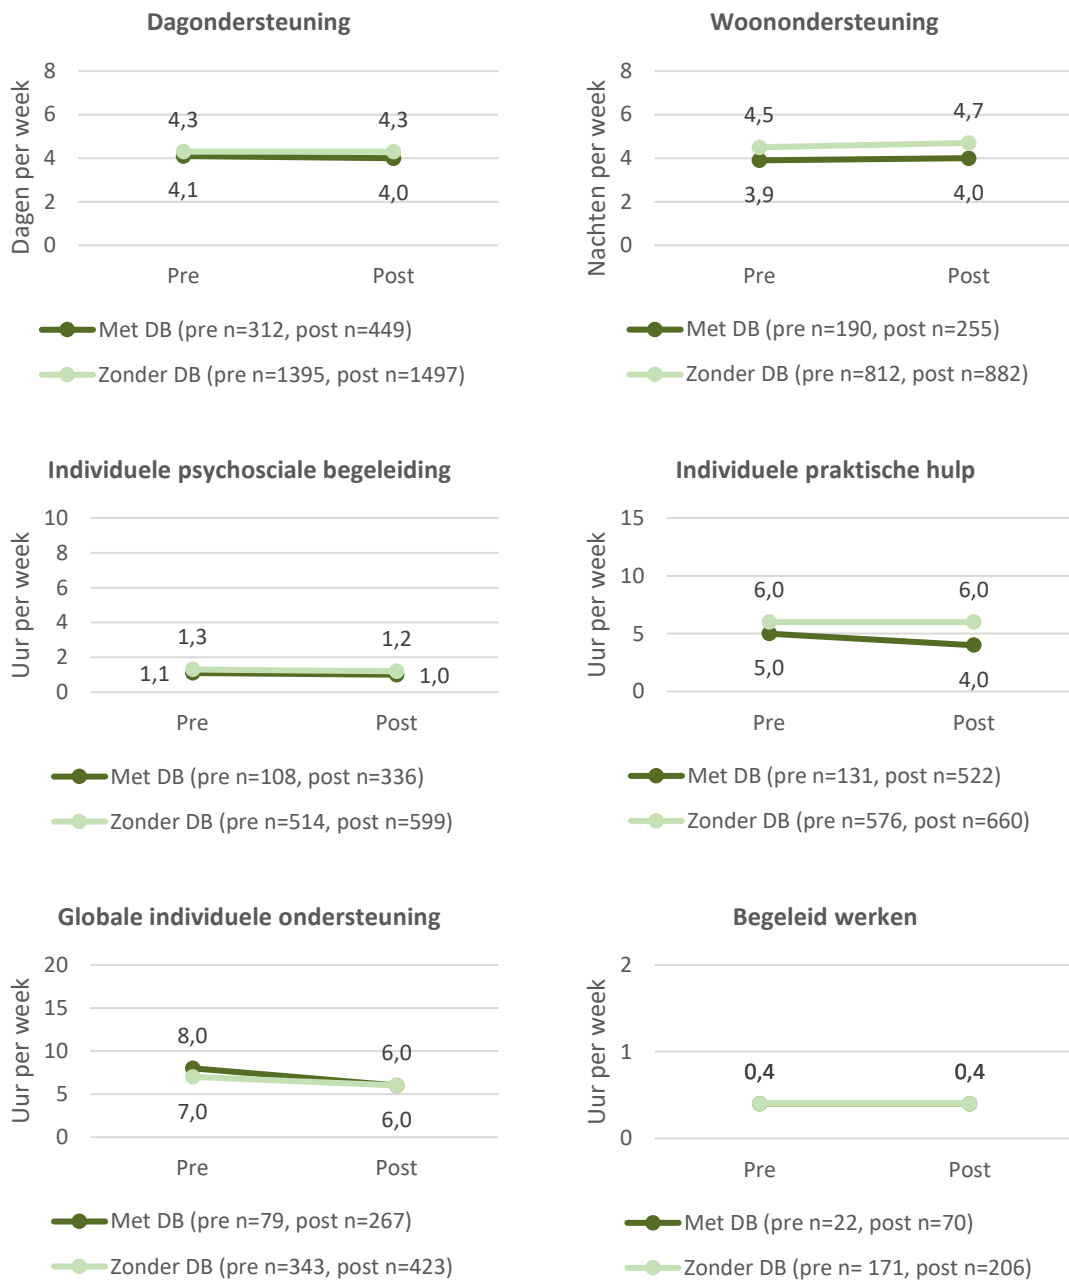 Dagondersteuning
Dagen per week
8
6
4
2
0
4,3
4,3
4,1
4,0
Pre
Post
Met DB (pre n=312, post n=449)
Zonder DB (pre n=1395, post n=1497)
Woonondersteuning
Nachten per week
8
6
4
2
0
4,5
4,7
3,9
4,0
Pre
Post
Met DB (pre n=190, post n=255)
Zonder DB (pre n=812, post n=882)
Individuele psychosciale begeleiding
Uur per week
10
8
6
4
2
0
1,3
1,2
1,1
1,0
Pre
Post
Met DB (pre n=108, post n=336)
Zonder DB (pre n=514, post n=599)
Individuele praktische hulp
Uur per week
15
10
5
0
6,0
6,0
5,0
4,0
Pre
Post
Met DB (pre n=131, post n=522)
Zonder DB (pre n=576, post n=660)
Globale individuele ondersteuning
Uur per week
20
15
10
5
0
8,0
6,0
7,0
6,0
Pre
Post
Met DB (pre n=79, post n=267)
Zonder DB (pre n=343, post n=423)
Begeleid werken
Uur per week
2
1
0
0,4
0,4
Pre
Post
Met DB (pre n=22, post n=70)
Zonder DB (pre n= 171, post n=206)